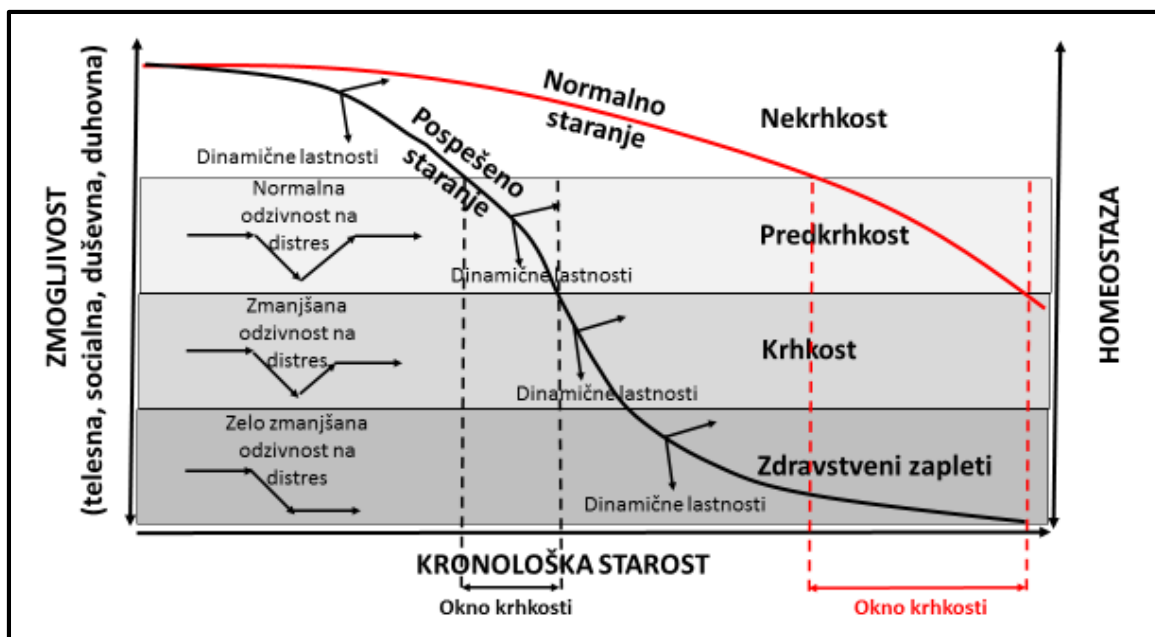 ZMOGLJIVOST
(telesna, socialna, duševna, duhovna)
Normalno
staranje
Nekrhkost
Pospešeno
staranje
Dinamične lastnosti
Normalna
odzivnost na
distres
Predkrhkost
Dinamične lastnosti
Zmanjšana
odzivnost na
distres
Krhkost
Dinamične lastnosti
Zelo zmanjšana
odzivnost na
distres
Zdravstveni zapleti
Dinamične lastnosti
HOMEOSTAZA
KRONOLOŠKA STAROST
Okno krhkosti
Okno krhkosti